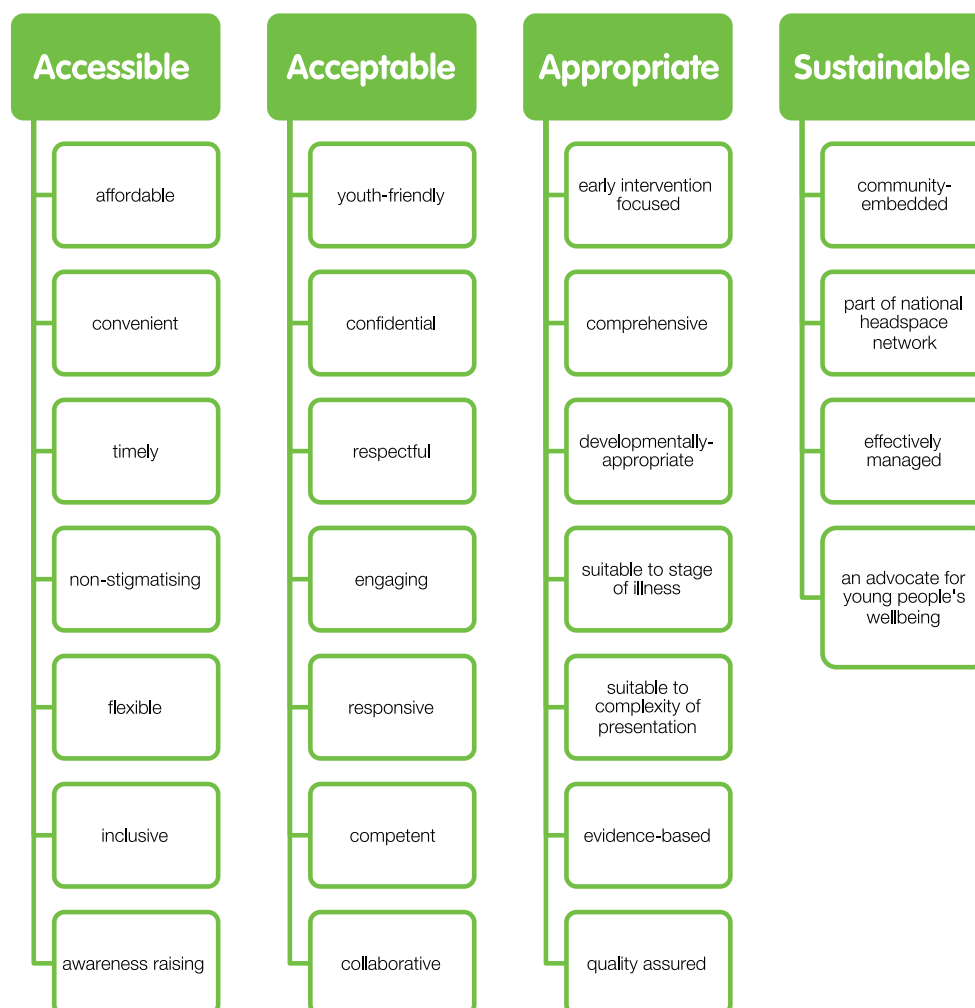 Accessible
affordable
convenient
timely
non-stigmatising
flexible
inclusive
awareness raising
Acceptable
youth-friendly
confidential
respectful
engaging
responsive
competent
collaborative
Appropriate
early intervention
focused
comprehensive
developmentally-
appropriate
suitable to stage
of illness
suitable to
complexity of
presentation
evidence-based
quality assured
Sustainable
community-
embedded
part of national
headspace
network
effectively
managed
an advocate for
young people's
wellbeing